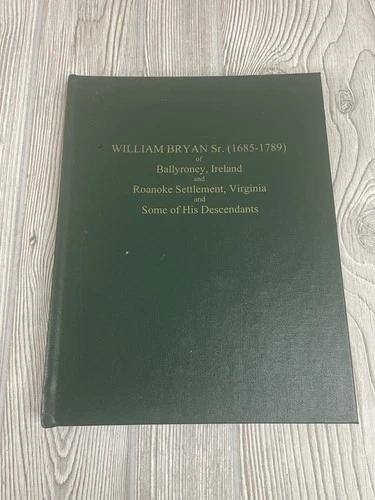 WILLIAM BRYAN Sr. (1685-1789)
of
Ballyroney, Ireland
and
Roanoke Settlement, Virginia
and
Some of His Descendants